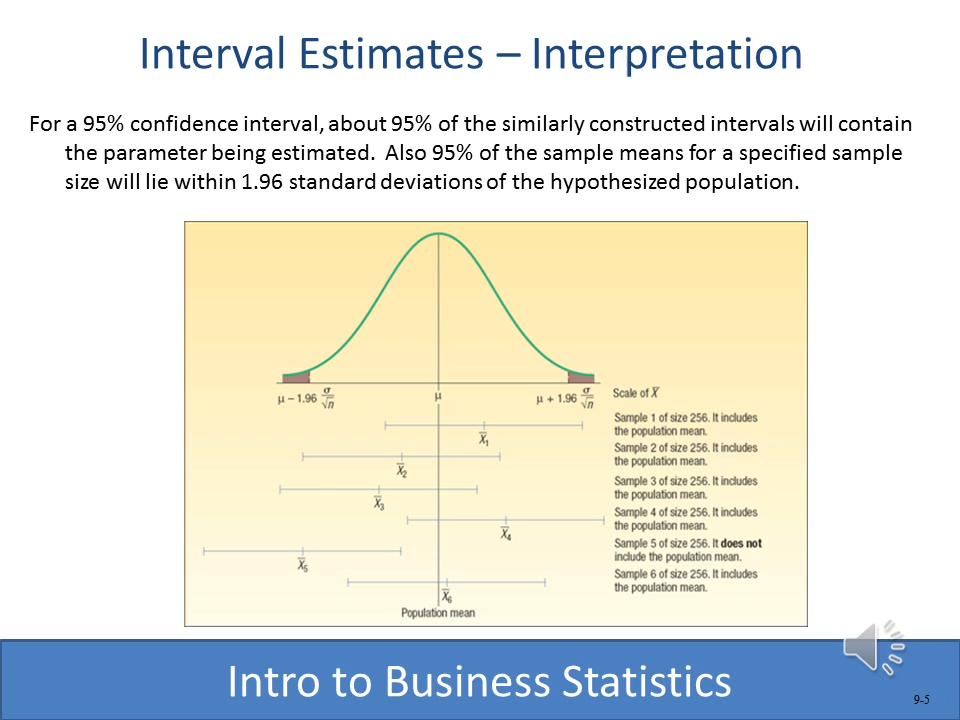 Interval Estimates – Interpretation
For a 95% confidence interval, about 95% of the similarly constructed intervals will contain
the parameter being estimated. Also 95% of the sample means for a specified sample
size will lie within 1.96 standard deviations of the hypothesized population.
μ – 1.96 σ/√n
μ
μ + 1.96 σ/√n
Scale of X̅
Sample 1 of size 256. It includes
the population mean.
X̅₁
Sample 2 of size 256. It includes
the population mean.
X̅₂
Sample 3 of size 256. It includes
the population mean.
X̅₃
Sample 4 of size 256. It includes
the population mean.
X̅₄
Sample 5 of size 256. It does not
include the population mean.
X̅₅
Sample 6 of size 256. It includes
the population mean.
X̅₆
Population mean
Intro to Business Statistics
9-5